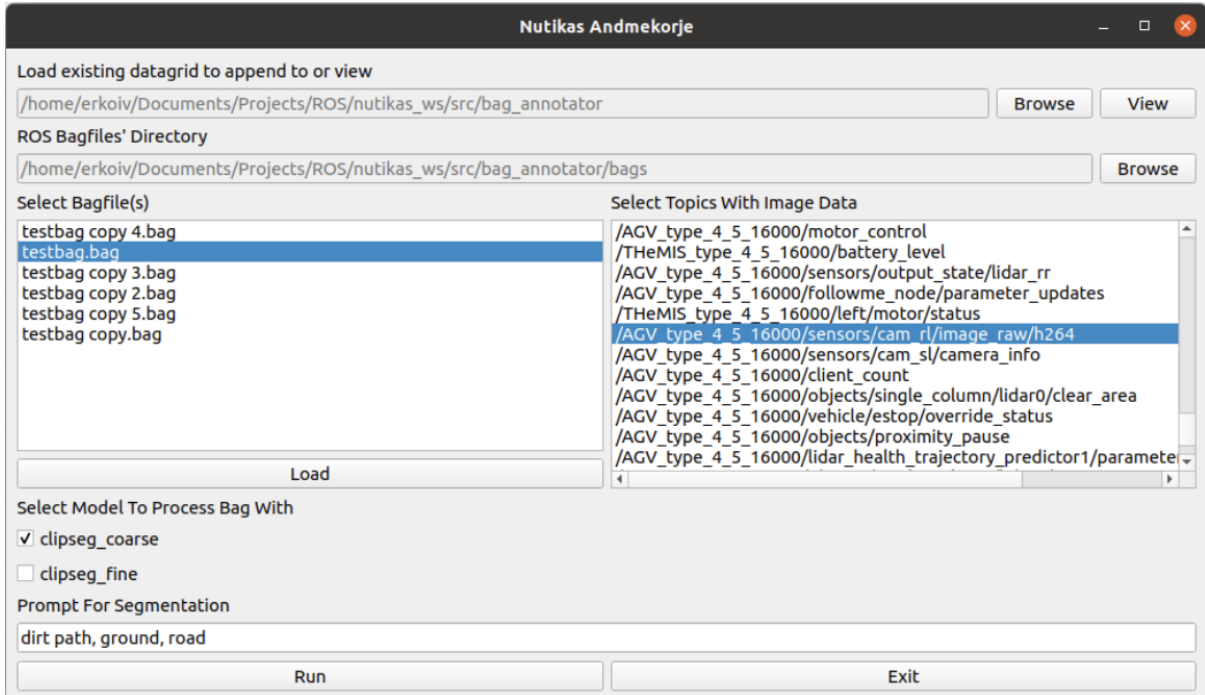 Nutikas Andmekorje
Load existing datagrid to append to or view
/home/erkoiv/Documents/Projects/ROS/nutikas_ws/src/bag_annotator
Browse
View
ROS Bagfiles' Directory
/home/erkoiv/Documents/Projects/ROS/nutikas_ws/src/bag_annotator/bags
Browse
Select Bagfile(s)
testbag copy 4.bag
testbag.bag
testbag copy 3.bag
testbag copy 2.bag
testbag copy 5.bag
testbag copy.bag
Load
Select Topics With Image Data
/AGV_type_4_5_16000/motor_control
/THeMIS_type_4_5_16000/battery_level
/AGV_type_4_5_16000/sensors/output_state/lidar_rr
/AGV_type_4_5_16000/followme_node/parameter_updates
/THeMIS_type_4_5_16000/left/motor/status
/AGV_type_4_5_16000/sensors/cam_rl/image_raw/h264
/AGV_type_4_5_16000/sensors/cam_sl/camera_info
/AGV_type_4_5_16000/client_count
/AGV_type_4_5_16000/objects/single_column/lidar0/clear_area
/AGV_type_4_5_16000/vehicle/estop/override_status
/AGV_type_4_5_16000/objects/proximity_pause
/AGV_type_4_5_16000/lidar_health_trajectory_predictor1/parameter
Select Model To Process Bag With
clipseg_coarse
clipseg_fine
Prompt For Segmentation
dirt path, ground, road
Run
Exit